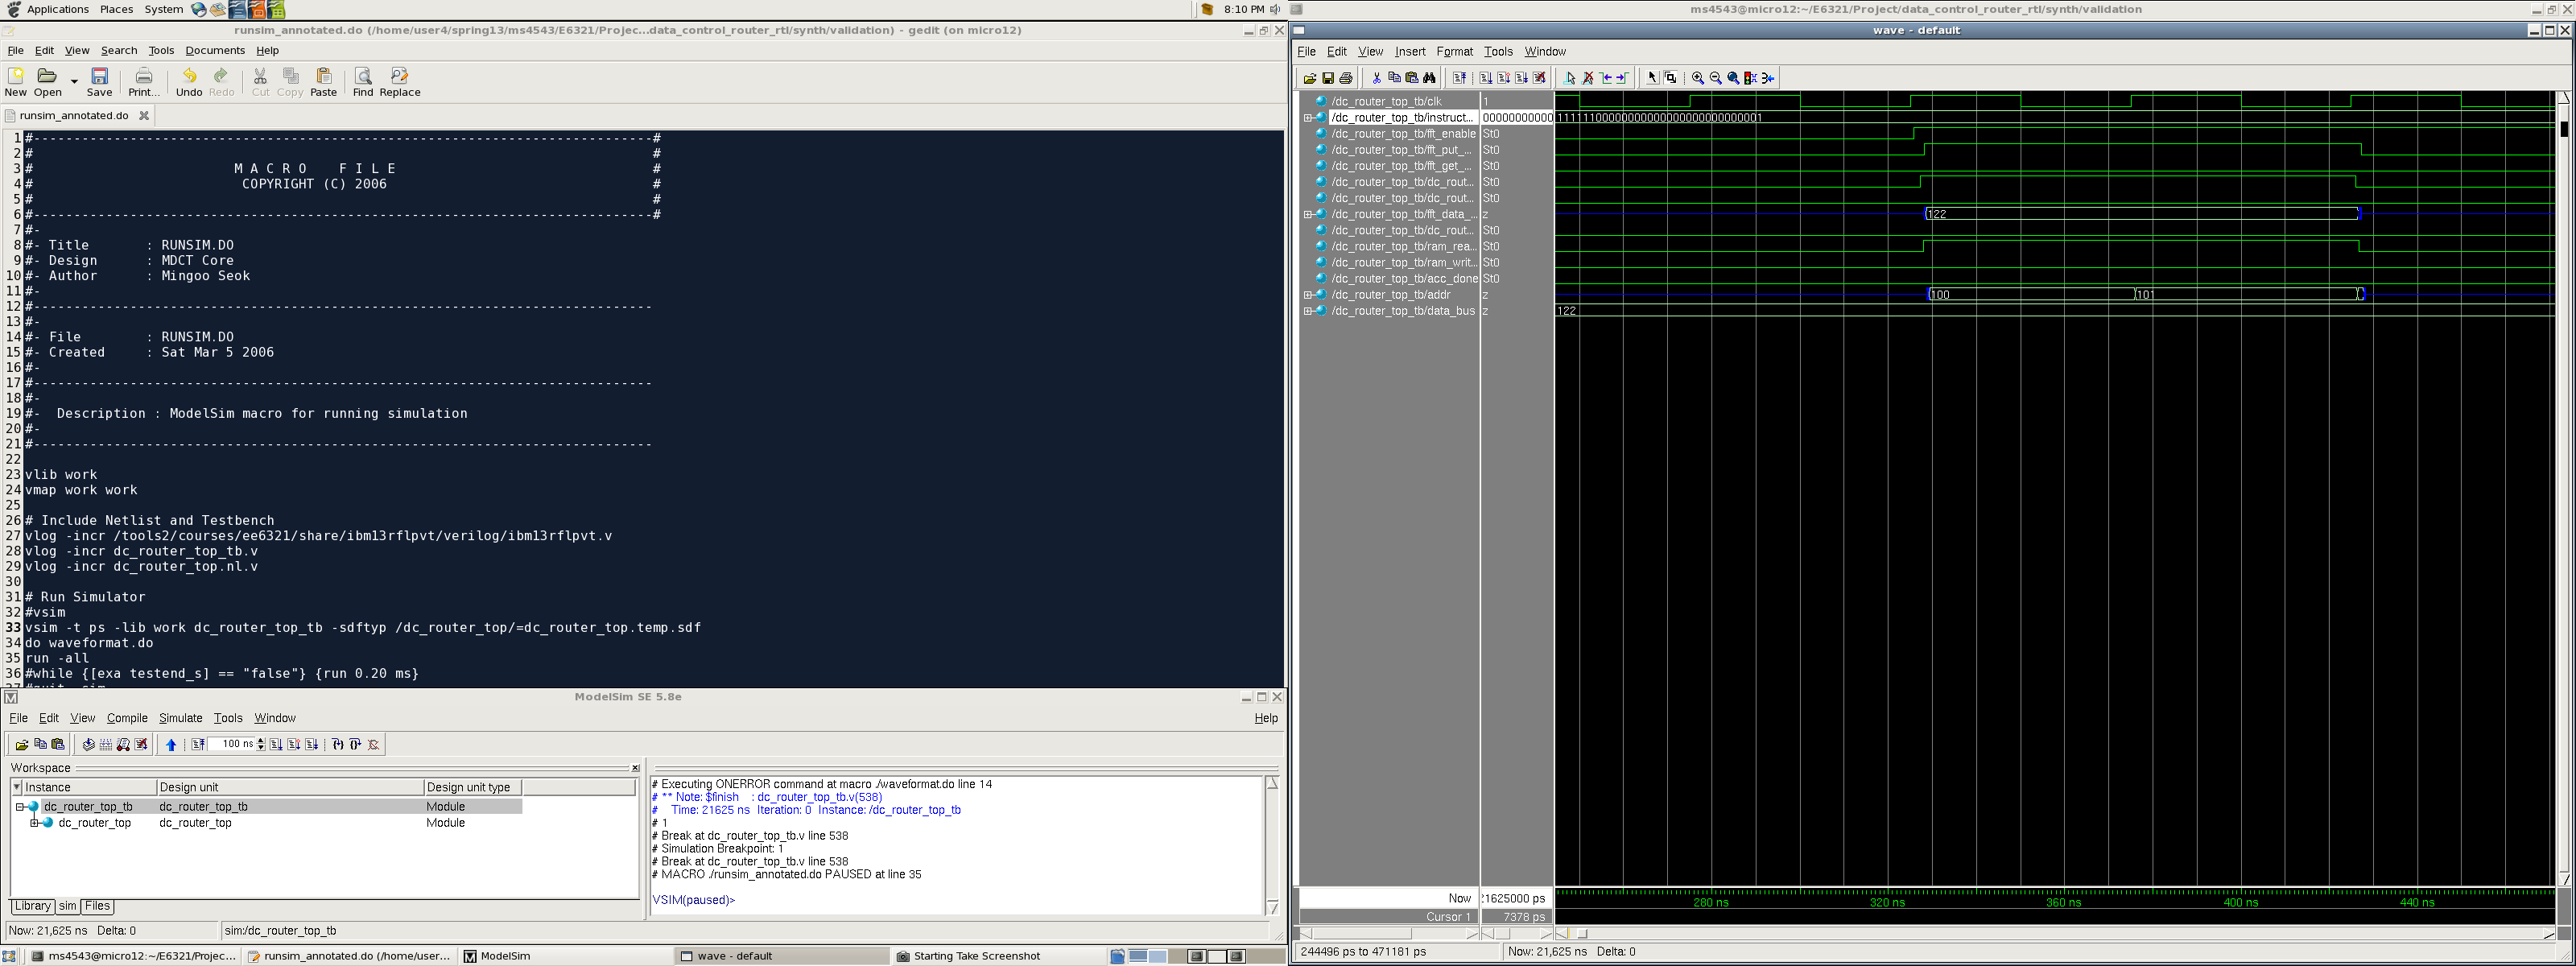 Applications Places System
8:10 PM
ms4543@micro12:~/E6321/Project/data_control_router_rtl/synth/validation
runsim_annotated.do (/home/user4/spring13/ms4543/E6321/Projec...data_control_router_rtl/synth/validation) - gedit (on micro12)
File Edit View Search Tools Documents Help
New Open Save Print... Undo Redo Cut Copy Paste Find Replace
runsim_annotated.do
1 #-----------------------------------------------------------------------------#
2 # #
3 # M A C R O F I L E #
4 # COPYRIGHT (C) 2006 #
5 # #
6 #-----------------------------------------------------------------------------#
7 #-
8 #- Title : RUNSIM.DO
9 #- Design : MDCT Core
10 #- Author : Mingoo Seok
11 #-
12 #-----------------------------------------------------------------------------
13 #-
14 #- File : RUNSIM.DO
15 #- Created : Sat Mar 5 2006
16 #-
17 #-----------------------------------------------------------------------------
18 #-
19 #- Description : ModelSim macro for running simulation
20 #-
21 #-----------------------------------------------------------------------------
22
23 vlib work
24 vmap work work
25
26 # Include Netlist and Testbench
27 vlog -incr /tools2/courses/ee6321/share/ibm13rflpvt/verilog/ibm13rflpvt.v
28 vlog -incr dc_router_top_tb.v
29 vlog -incr dc_router_top.nl.v
30
31 # Run Simulator
32 #vsim
33 vsim -t ps -lib work dc_router_top_tb -sdftyp /dc_router_top/=dc_router_top.temp.sdf
34 do waveformat.do
35 run -all
36 #while {[exa testend_s] == "false"} {run 0.20 ms}
ModelSim SE 5.8e
File Edit View Compile Simulate Tools Window Help
100 ns
Workspace
Instance Design unit Design unit type
dc_router_top_tb dc_router_top_tb Module
dc_router_top dc_router_top Module
Library sim Files
# Executing ONERROR command at macro ./waveformat.do line 14
# ** Note: $finish : dc_router_top_tb.v(538)
# Time: 21625 ns Iteration: 0 Instance: /dc_router_top_tb
# 1
# Break at dc_router_top_tb.v line 538
# Simulation Breakpoint: 1
# Break at dc_router_top_tb.v line 538
# MACRO ./runsim_annotated.do PAUSED at line 35
VSIM(paused)>
Now: 21,625 ns Delta: 0 sim:/dc_router_top_tb
wave - default
File Edit View Insert Format Tools Window
/dc_router_top_tb/clk 1
/dc_router_top_tb/instruct... 00000000000
/dc_router_top_tb/fft_enable St0
/dc_router_top_tb/fft_put_... St0
/dc_router_top_tb/fft_get_... St0
/dc_router_top_tb/dc_rout... St0
/dc_router_top_tb/dc_rout... St0
/dc_router_top_tb/fft_data_... z 122
/dc_router_top_tb/dc_rout... St0
/dc_router_top_tb/ram_rea... St0
/dc_router_top_tb/ram_writ... St0
/dc_router_top_tb/acc_done St0
/dc_router_top_tb/addr z 100 101
/dc_router_top_tb/data_bus z 122
Now 21625000 ps
Cursor 1 7378 ps
280 ns 320 ns 360 ns 400 ns 440 ns
244496 ps to 471181 ps Now: 21,625 ns Delta: 0
ms4543@micro12:~/E6321/Projec... runsim_annotated.do (/home/user... ModelSim wave - default Starting Take Screenshot